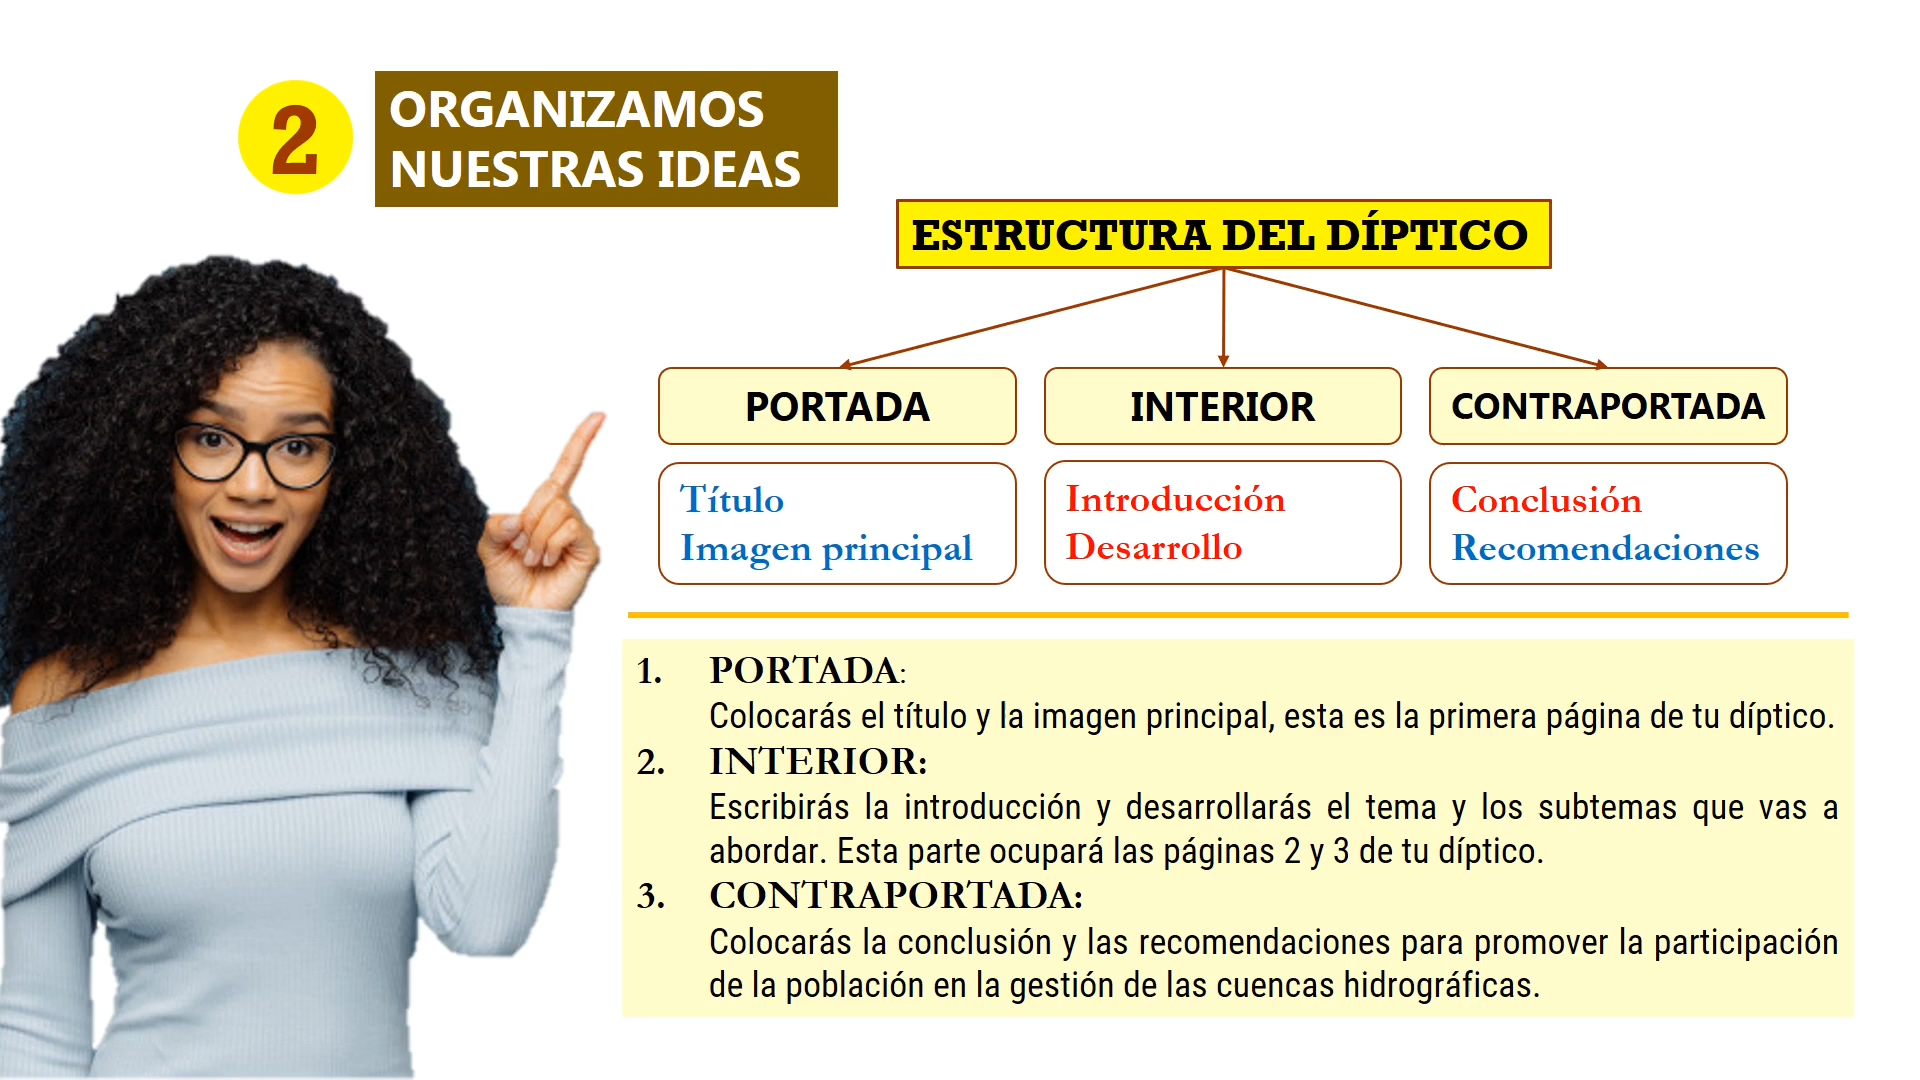 2
ORGANIZAMOS
NUESTRAS IDEAS
ESTRUCTURA DEL DÍPTICO
PORTADA
INTERIOR
CONTRAPORTADA
Título
Imagen principal
Introducción
Desarrollo
Conclusión
Recomendaciones
1. PORTADA:
Colocarás el título y la imagen principal, esta es la primera página de tu díptico.
2. INTERIOR:
Escribirás la introducción y desarrollarás el tema y los subtemas que vas a
abordar. Esta parte ocupará las páginas 2 y 3 de tu díptico.
3. CONTRAPORTADA:
Colocarás la conclusión y las recomendaciones para promover la participación
de la población en la gestión de las cuencas hidrográficas.